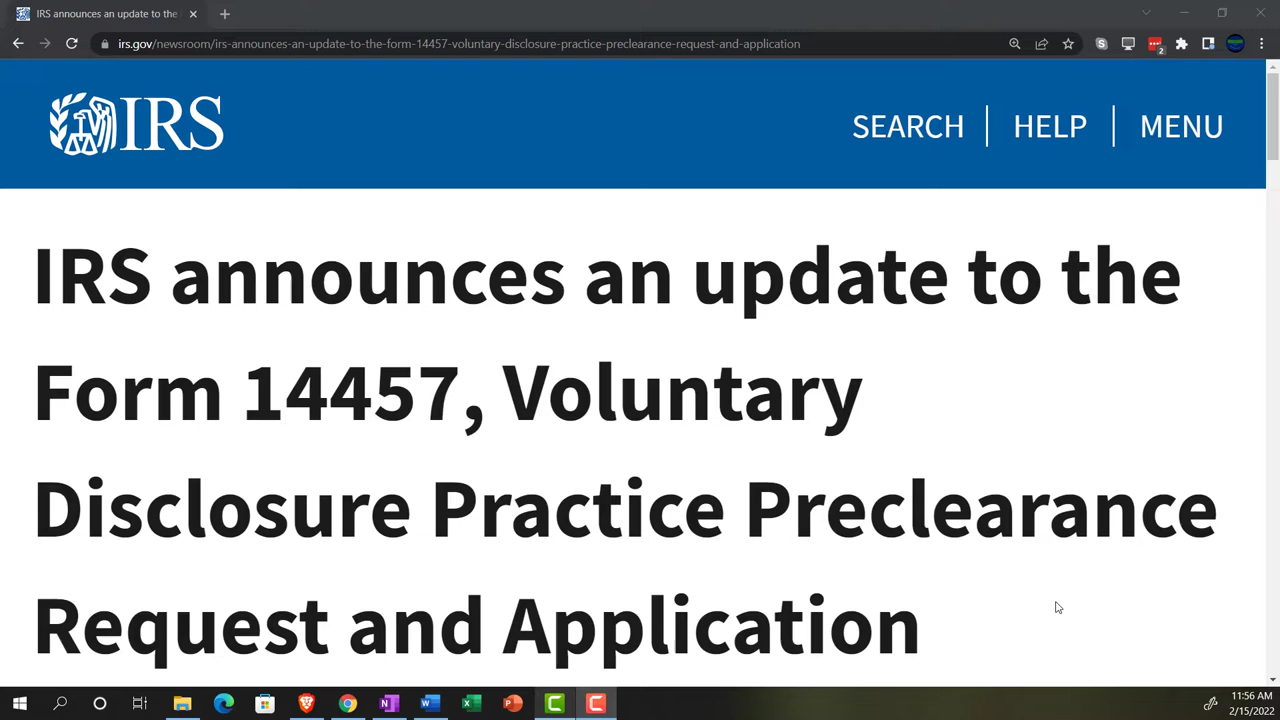 IRS announces an update to the
irs.gov/newsroom/irs-announces-an-update-to-the-form-14457-voluntary-disclosure-practice-preclearance-request-and-application
2
IRS
SEARCH
HELP
MENU
IRS announces an update to the
Form 14457, Voluntary
Disclosure Practice Preclearance
Request and Application
11:56 AM
2/15/2022